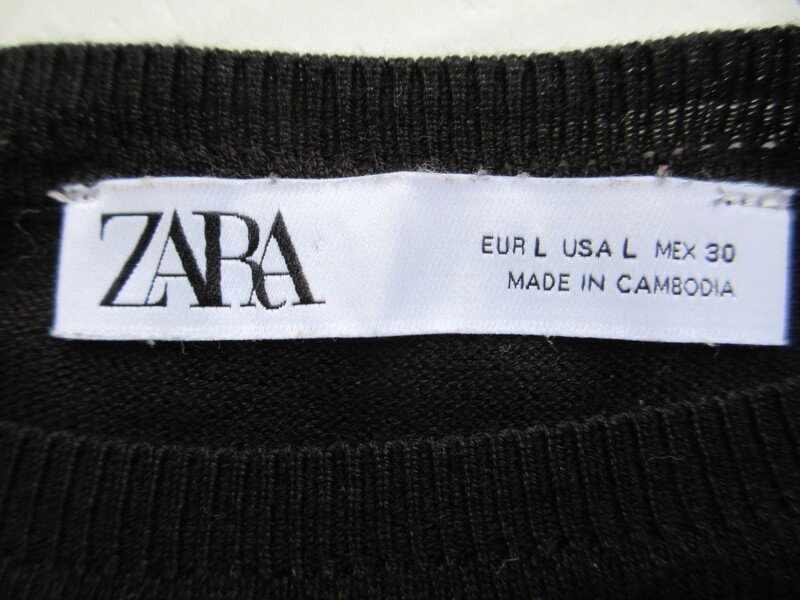 ZARA
EUR L USA L MEX 30
MADE IN CAMBODIA